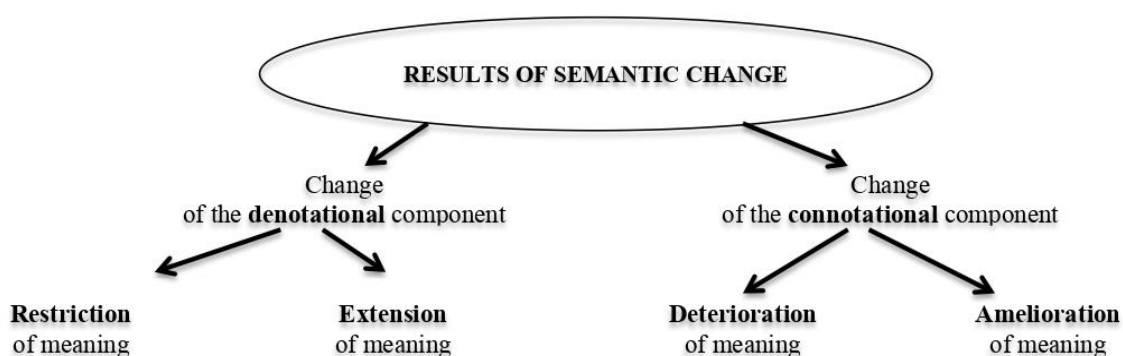 RESULTS OF SEMANTIC CHANGE
Change
of the denotational component
Change
of the connotational component
Restriction
of meaning
Extension
of meaning
Deterioration
of meaning
Amelioration
of meaning